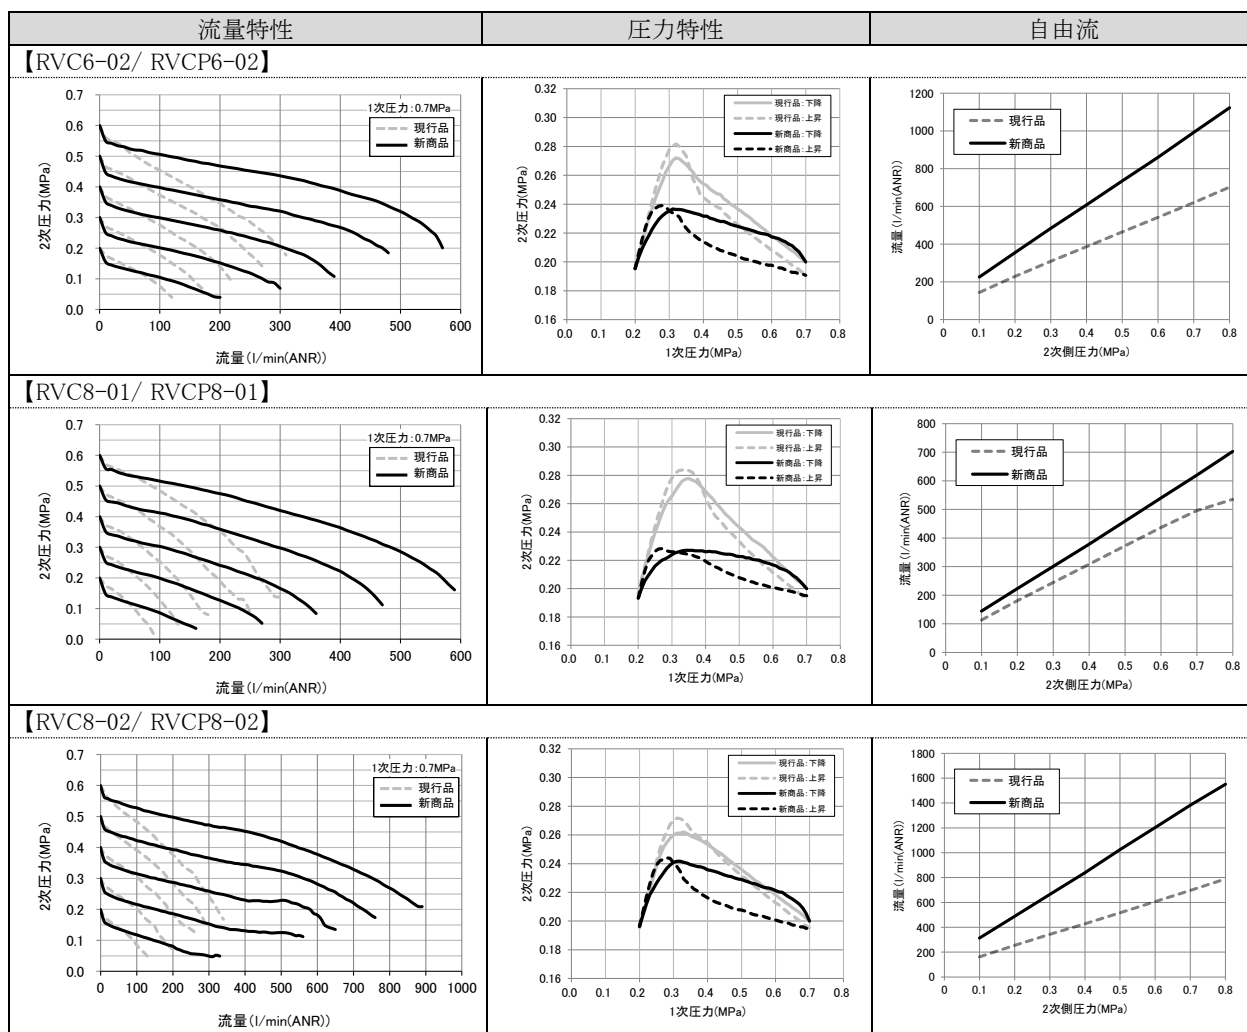 流量特性
圧力特性
自由流
【RVC6-02/ RVCP6-02】
0.7
0.6
0.5
0.4
0.3
0.2
0.1
0.0
2次圧力(MPa)
1次圧力:0.7MPa
現行品
新商品
0 100 200 300 400 500 600
流量(l/min(ANR))
0.32
0.30
0.28
0.26
0.24
0.22
0.20
0.18
0.16
2次圧力(MPa)
現行品:下降
現行品:上昇
新商品:下降
新商品:上昇
0.0 0.1 0.2 0.3 0.4 0.5 0.6 0.7 0.8
1次圧力(MPa)
1200
1000
800
600
400
200
0
流量(l/min(ANR))
現行品
新商品
0 0.1 0.2 0.3 0.4 0.5 0.6 0.7 0.8
2次側圧力(MPa)
【RVC8-01/ RVCP8-01】
0.7
0.6
0.5
0.4
0.3
0.2
0.1
0.0
2次圧力(MPa)
1次圧力:0.7MPa
現行品
新商品
0 100 200 300 400 500 600
流量(l/min(ANR))
0.32
0.30
0.28
0.26
0.24
0.22
0.20
0.18
0.16
2次圧力(MPa)
現行品:下降
現行品:上昇
新商品:下降
新商品:上昇
0.0 0.1 0.2 0.3 0.4 0.5 0.6 0.7 0.8
1次圧力(MPa)
800
700
600
500
400
300
200
100
0
流量(l/min(ANR))
現行品
新商品
0 0.1 0.2 0.3 0.4 0.5 0.6 0.7 0.8
2次側圧力(MPa)
【RVC8-02/ RVCP8-02】
0.7
0.6
0.5
0.4
0.3
0.2
0.1
0.0
2次圧力(MPa)
1次圧力:0.7MPa
現行品
新商品
0 100 200 300 400 500 600 700 800 900 1000
流量(l/min(ANR))
0.32
0.30
0.28
0.26
0.24
0.22
0.20
0.18
0.16
2次圧力(MPa)
現行品:下降
現行品:上昇
新商品:下降
新商品:上昇
0.0 0.1 0.2 0.3 0.4 0.5 0.6 0.7 0.8
1次圧力(MPa)
1800
1600
1400
1200
1000
800
600
400
200
0
流量(l/min(ANR))
現行品
新商品
0 0.1 0.2 0.3 0.4 0.5 0.6 0.7 0.8
2次側圧力(MPa)